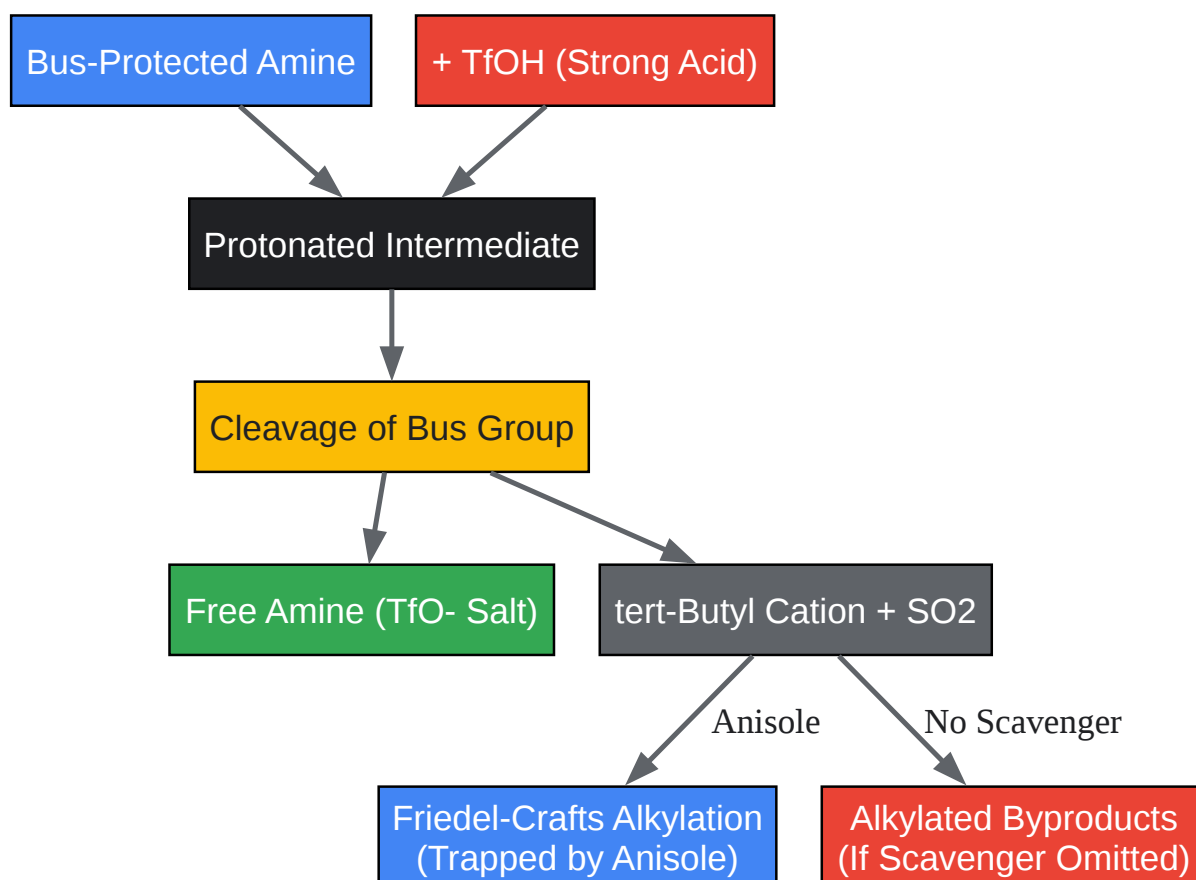 Bus-Protected Amine
+ TfOH (Strong Acid)
Protonated Intermediate
Cleavage of Bus Group
Free Amine (TfO- Salt)
tert-Butyl Cation + SO2
Anisole
No Scavenger
Friedel-Crafts Alkylation
(Trapped by Anisole)
Alkylated Byproducts
(If Scavenger Omitted)